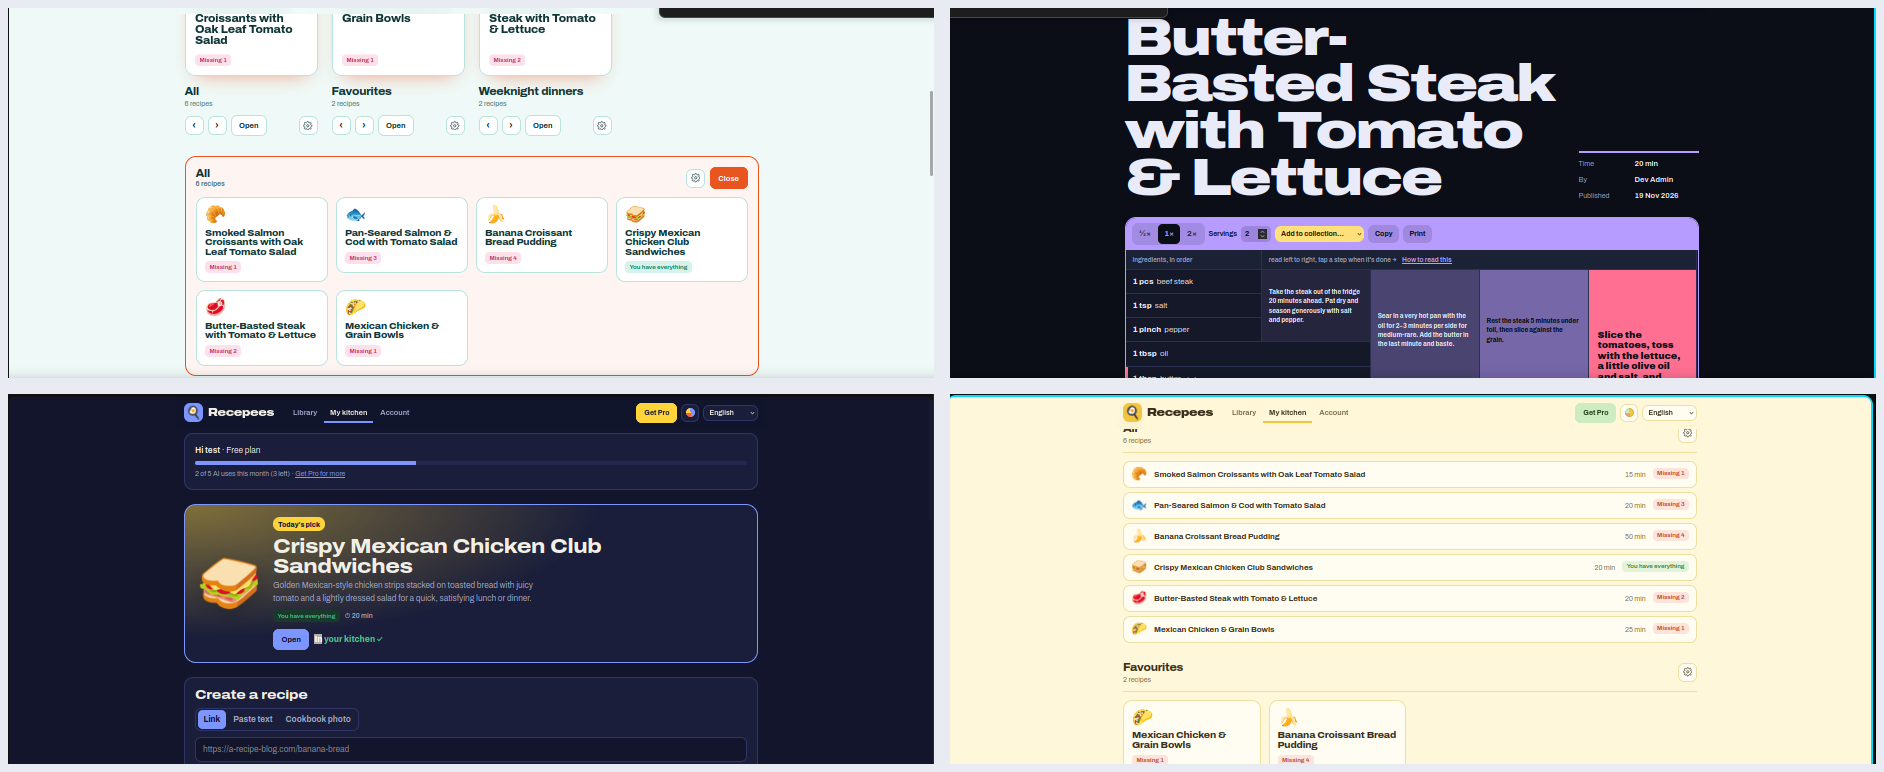 Croissants with
Oak Leaf Tomato
Salad
Missing 1
Grain Bowls
Missing 1
Steak with Tomato
& Lettuce
Missing 2
All
6 recipes
‹ › Open
Favourites
2 recipes
‹ › Open
Weeknight dinners
2 recipes
‹ › Open
All
6 recipes
Close
Smoked Salmon
Croissants with Oak
Leaf Tomato Salad
Missing 1
Pan-Seared Salmon &
Cod with Tomato Salad
Missing 3
Banana Croissant
Bread Pudding
Missing 4
Crispy Mexican
Chicken Club
Sandwiches
You have everything
Butter-Basted Steak
with Tomato & Lettuce
Missing 2
Mexican Chicken &
Grain Bowls
Missing 1
Butter-
Basted Steak
with Tomato
& Lettuce
Time 20 min
By Dev Admin
Published 19 Nov 2026
½× 1× 2× Servings 2 Add to collection... Copy Print
ingredients, in order
read left to right, tap a step when it's done → How to read this
1 pcs beef steak
1 tsp salt
1 pinch pepper
1 tbsp oil
Take the steak out of the fridge
20 minutes ahead. Pat dry and
season generously with salt
and pepper.
Sear in a very hot pan with the
oil for 2–3 minutes per side for
medium-rare. Add the butter in
the last minute and baste.
Rest the steak 5 minutes under
foil, then slice against the
grain.
Slice the
tomatoes, toss
with the lettuce,
a little olive oil
and salt, and
Recepees Library My kitchen Account Get Pro English
Hi test · Free plan
2 of 5 AI uses this month (3 left) · Get Pro for more
Today's pick
Crispy Mexican Chicken Club
Sandwiches
Golden Mexican-style chicken strips stacked on toasted bread with juicy
tomato and a lightly dressed salad for a quick, satisfying lunch or dinner.
You have everything 20 min
Open In your kitchen ✓
Create a recipe
Link Paste text Cookbook photo
https://a-recipe-blog.com/banana-bread
Recepees Library My kitchen Account Get Pro English
All
6 recipes
Smoked Salmon Croissants with Oak Leaf Tomato Salad 15 min Missing 1
Pan-Seared Salmon & Cod with Tomato Salad 20 min Missing 3
Banana Croissant Bread Pudding 50 min Missing 4
Crispy Mexican Chicken Club Sandwiches 20 min You have everything
Butter-Basted Steak with Tomato & Lettuce 20 min Missing 2
Mexican Chicken & Grain Bowls 25 min Missing 1
Favourites
2 recipes
Mexican Chicken &
Grain Bowls
Missing 1
Banana Croissant Bread
Pudding
Missing 4